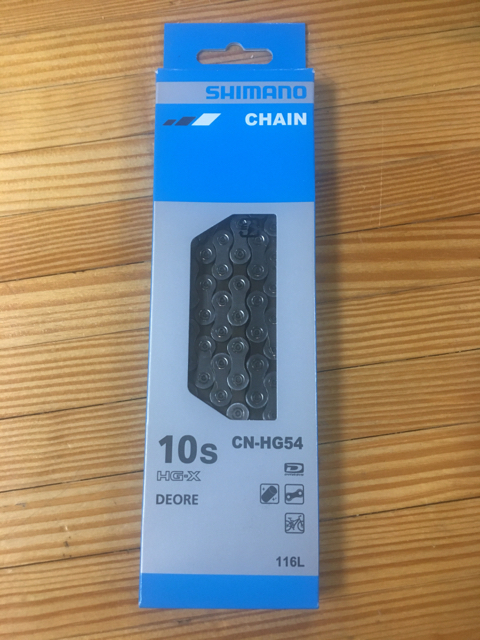 SHIMANO
CHAIN
10s
CN-HG54
HG-X
DEORE
116L